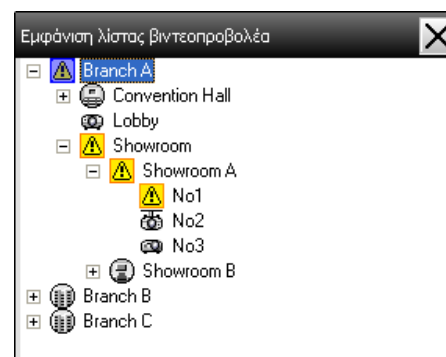 Εμφάνιση λίστας βιντεοπροβολέα
Branch A
Convention Hall
Lobby
Showroom
Showroom A
No1
No2
No3
Showroom B
Branch B
Branch C